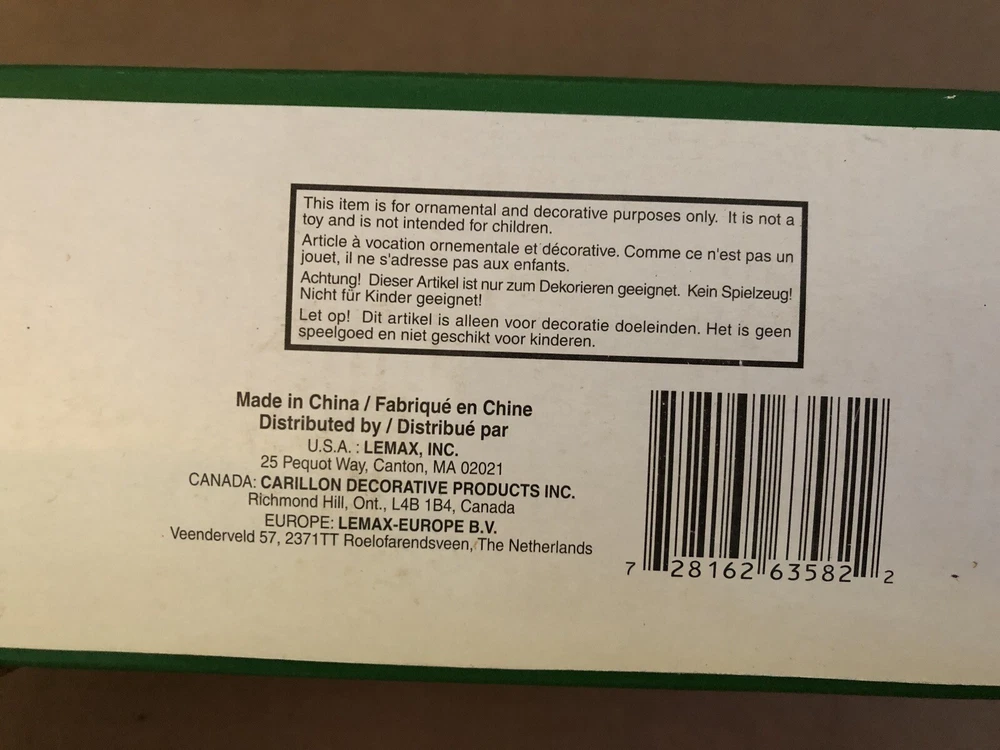 This item is for ornamental and decorative purposes only. It is not a
toy and is not intended for children.
Article à vocation ornementale et décorative. Comme ce n'est pas un
jouet, il ne s'adresse pas aux enfants.
Achtung! Dieser Artikel ist nur zum Dekorieren geeignet. Kein Spielzeug!
Nicht für Kinder geeignet!
Let op! Dit artikel is alleen voor decoratie doeleinden. Het is geen
speelgoed en niet geschikt voor kinderen.
Made in China / Fabriqué en Chine
Distributed by / Distribué par
U.S.A. : LEMAX, INC.
25 Pequot Way, Canton, MA 02021
CANADA: CARILLON DECORATIVE PRODUCTS INC.
Richmond Hill, Ont., L4B 1B4, Canada
EUROPE: LEMAX-EUROPE B.V.
Veenderveld 57, 2371TT Roelofarendsveen, The Netherlands
7 28162 63582 2